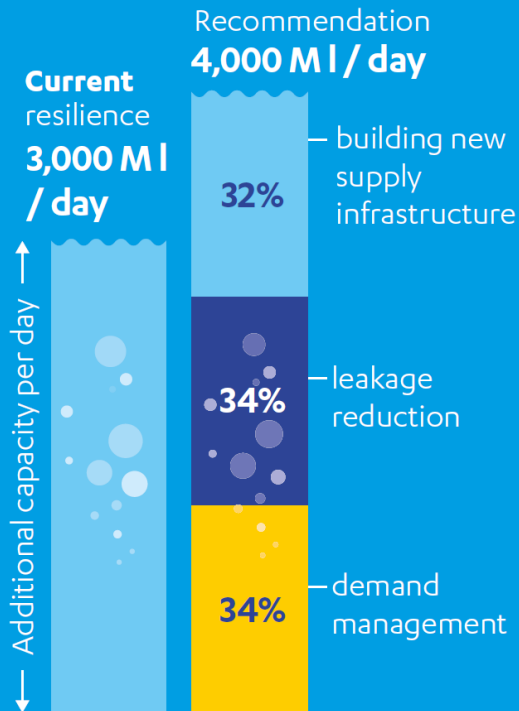 Recommendation
4,000 M l / day
Current
resilience
3,000 M l
/ day
Additional capacity per day
32%
building new
supply
infrastructure
34%
leakage
reduction
34%
demand
management